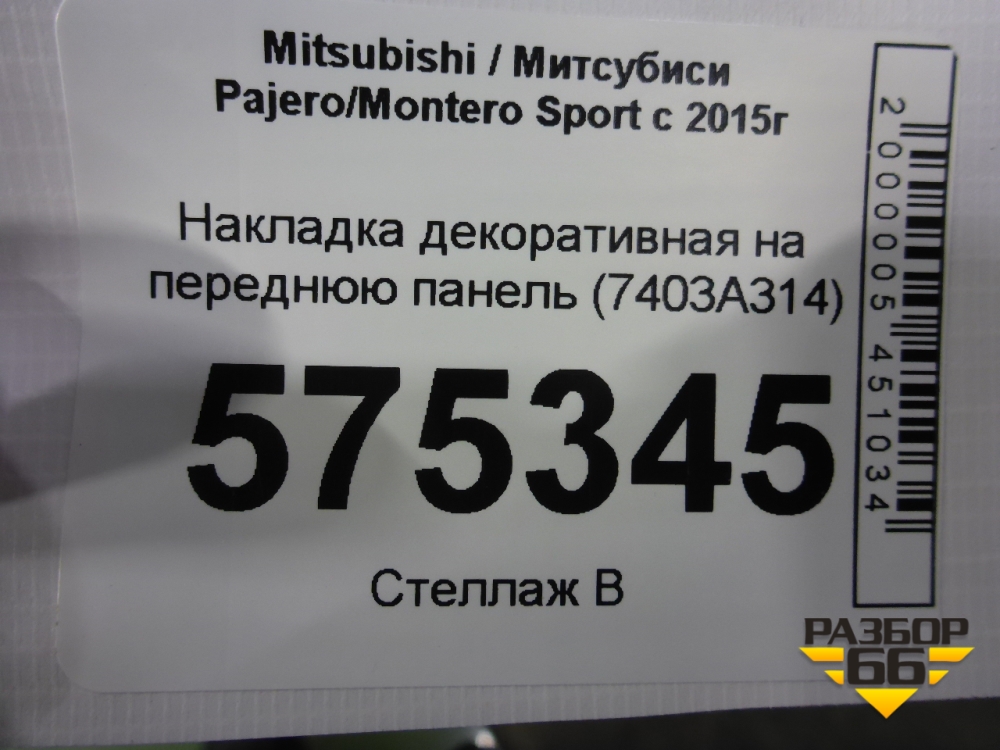 Mitsubishi / Митсубиси
Pajero/Montero Sport с 2015г
Накладка декоративная на
переднюю панель (7403A314)
575345
Стеллаж В
2000005451034
РАЗБОР
66